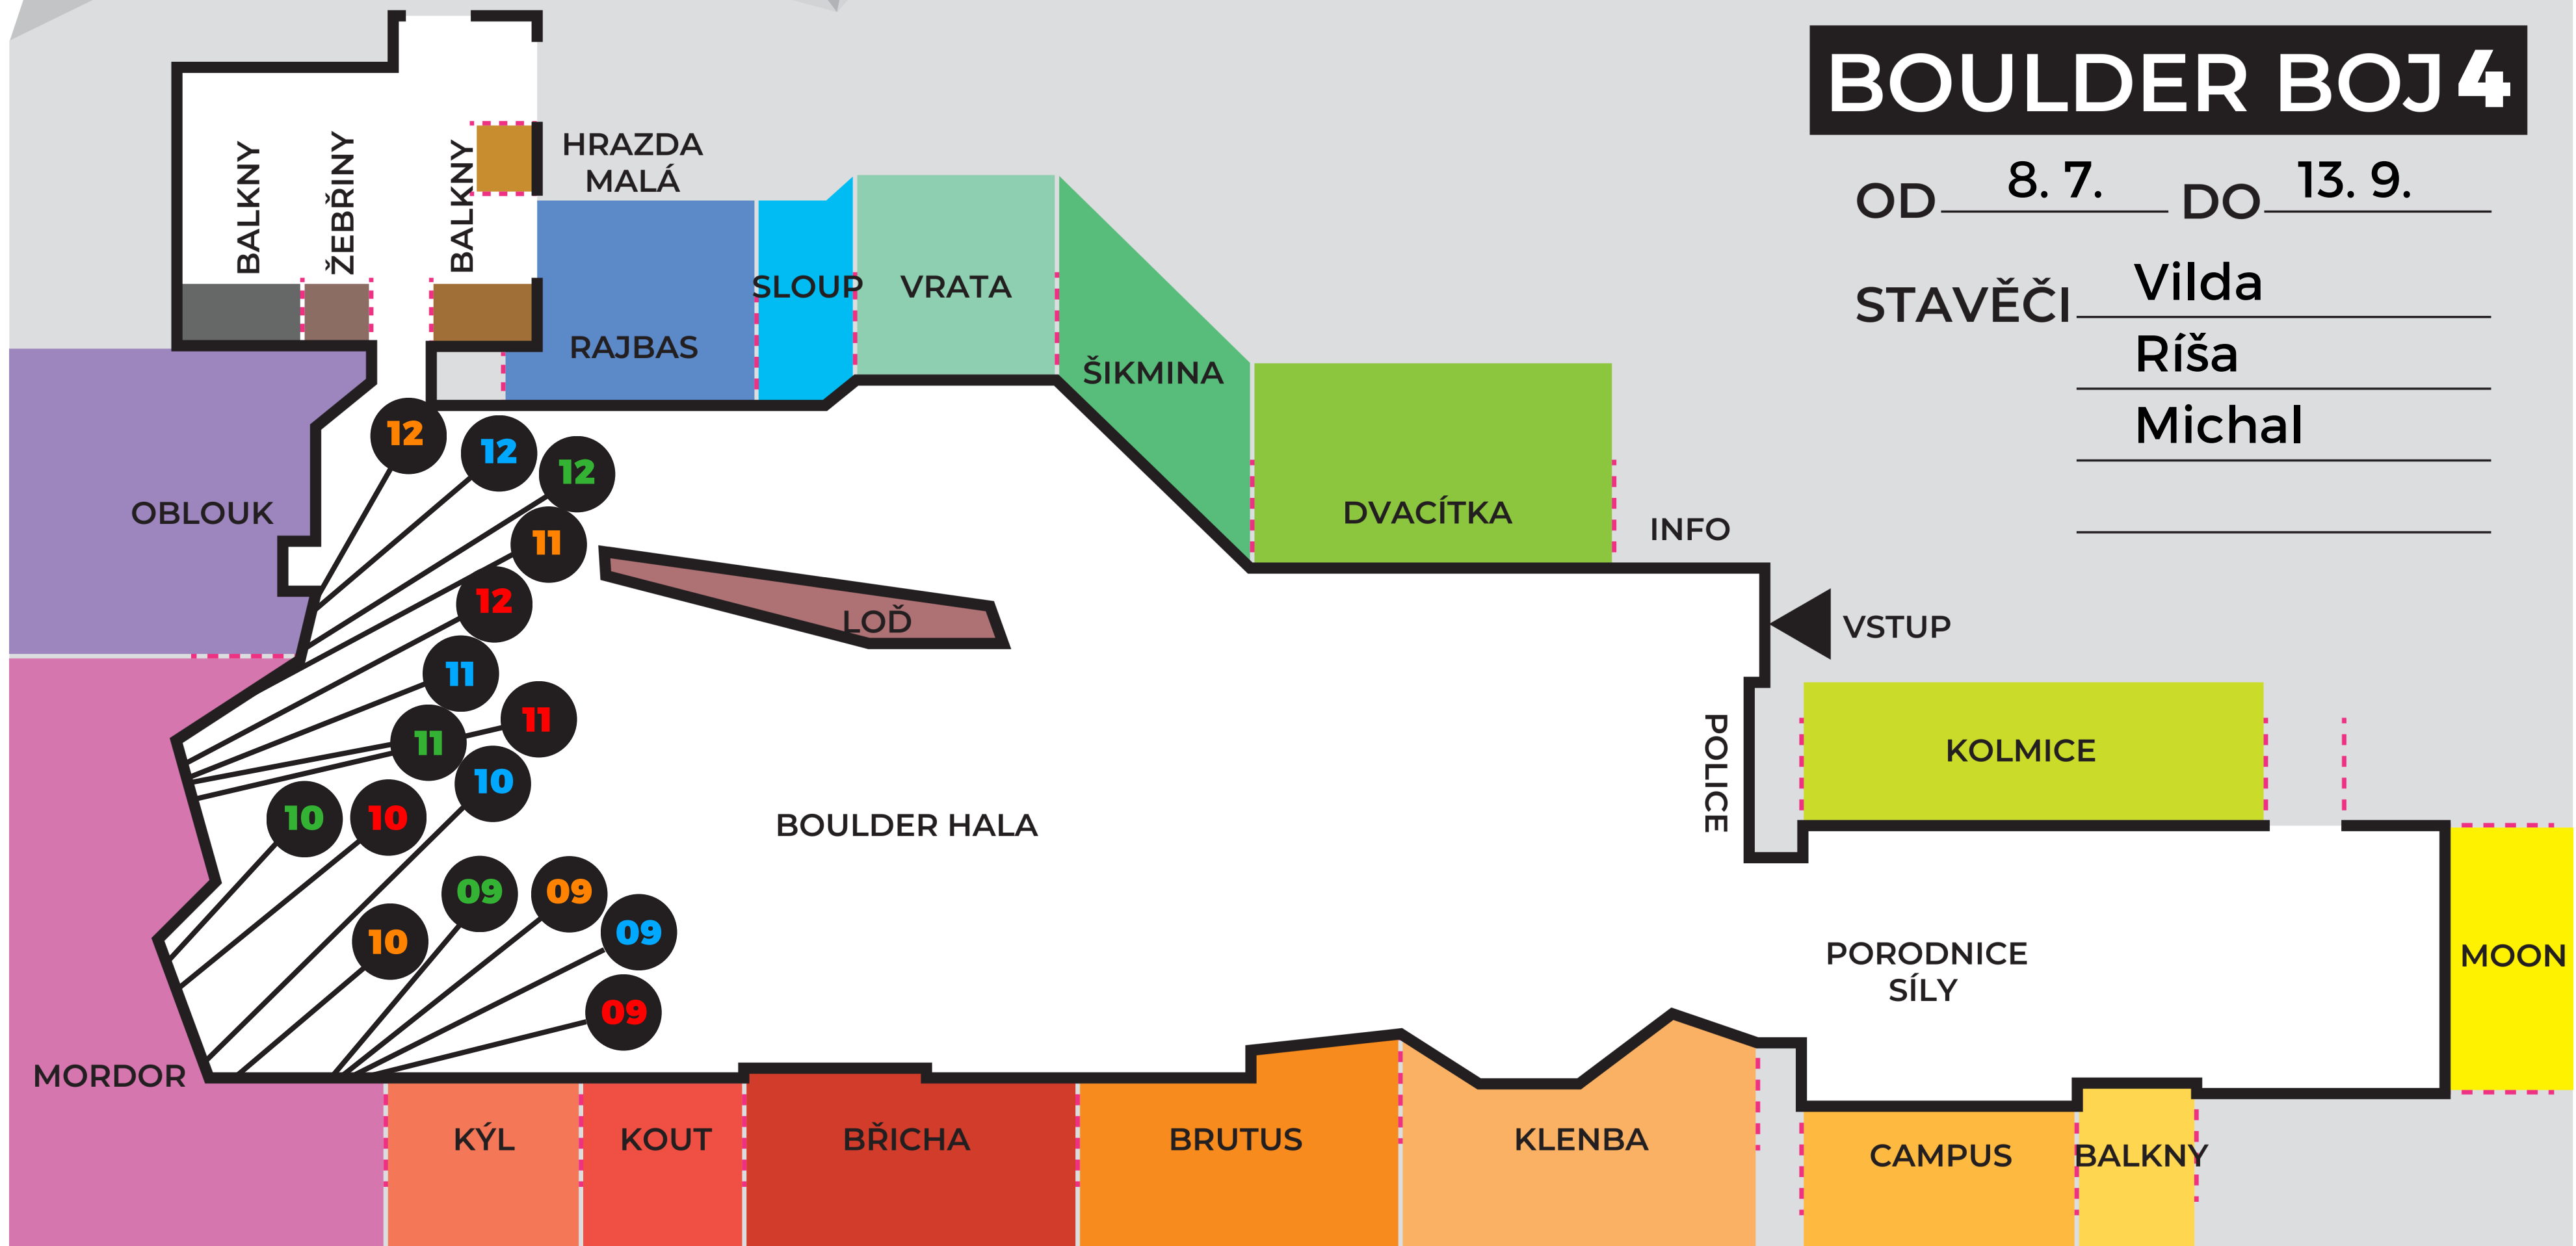 BOULDER BOJ 4
OD 8. 7. DO 13. 9.
STAVĚČI Vilda
Ríša
Michal
BALKNY
ŽEBŘINY
BALKNY
HRAZDA
MALÁ
RAJBAS
SLOUP
VRATA
ŠIKMINA
DVACÍTKA
INFO
VSTUP
OBLOUK
12
12
12
11
12
11
11
11
10
10
10
09
09
09
10
09
LOĎ
BOULDER HALA
POLICE
KOLMICE
PORODNICE
SÍLY
MOON
MORDOR
KÝL
KOUT
BŘICHA
BRUTUS
KLENBA
CAMPUS
BALKNY